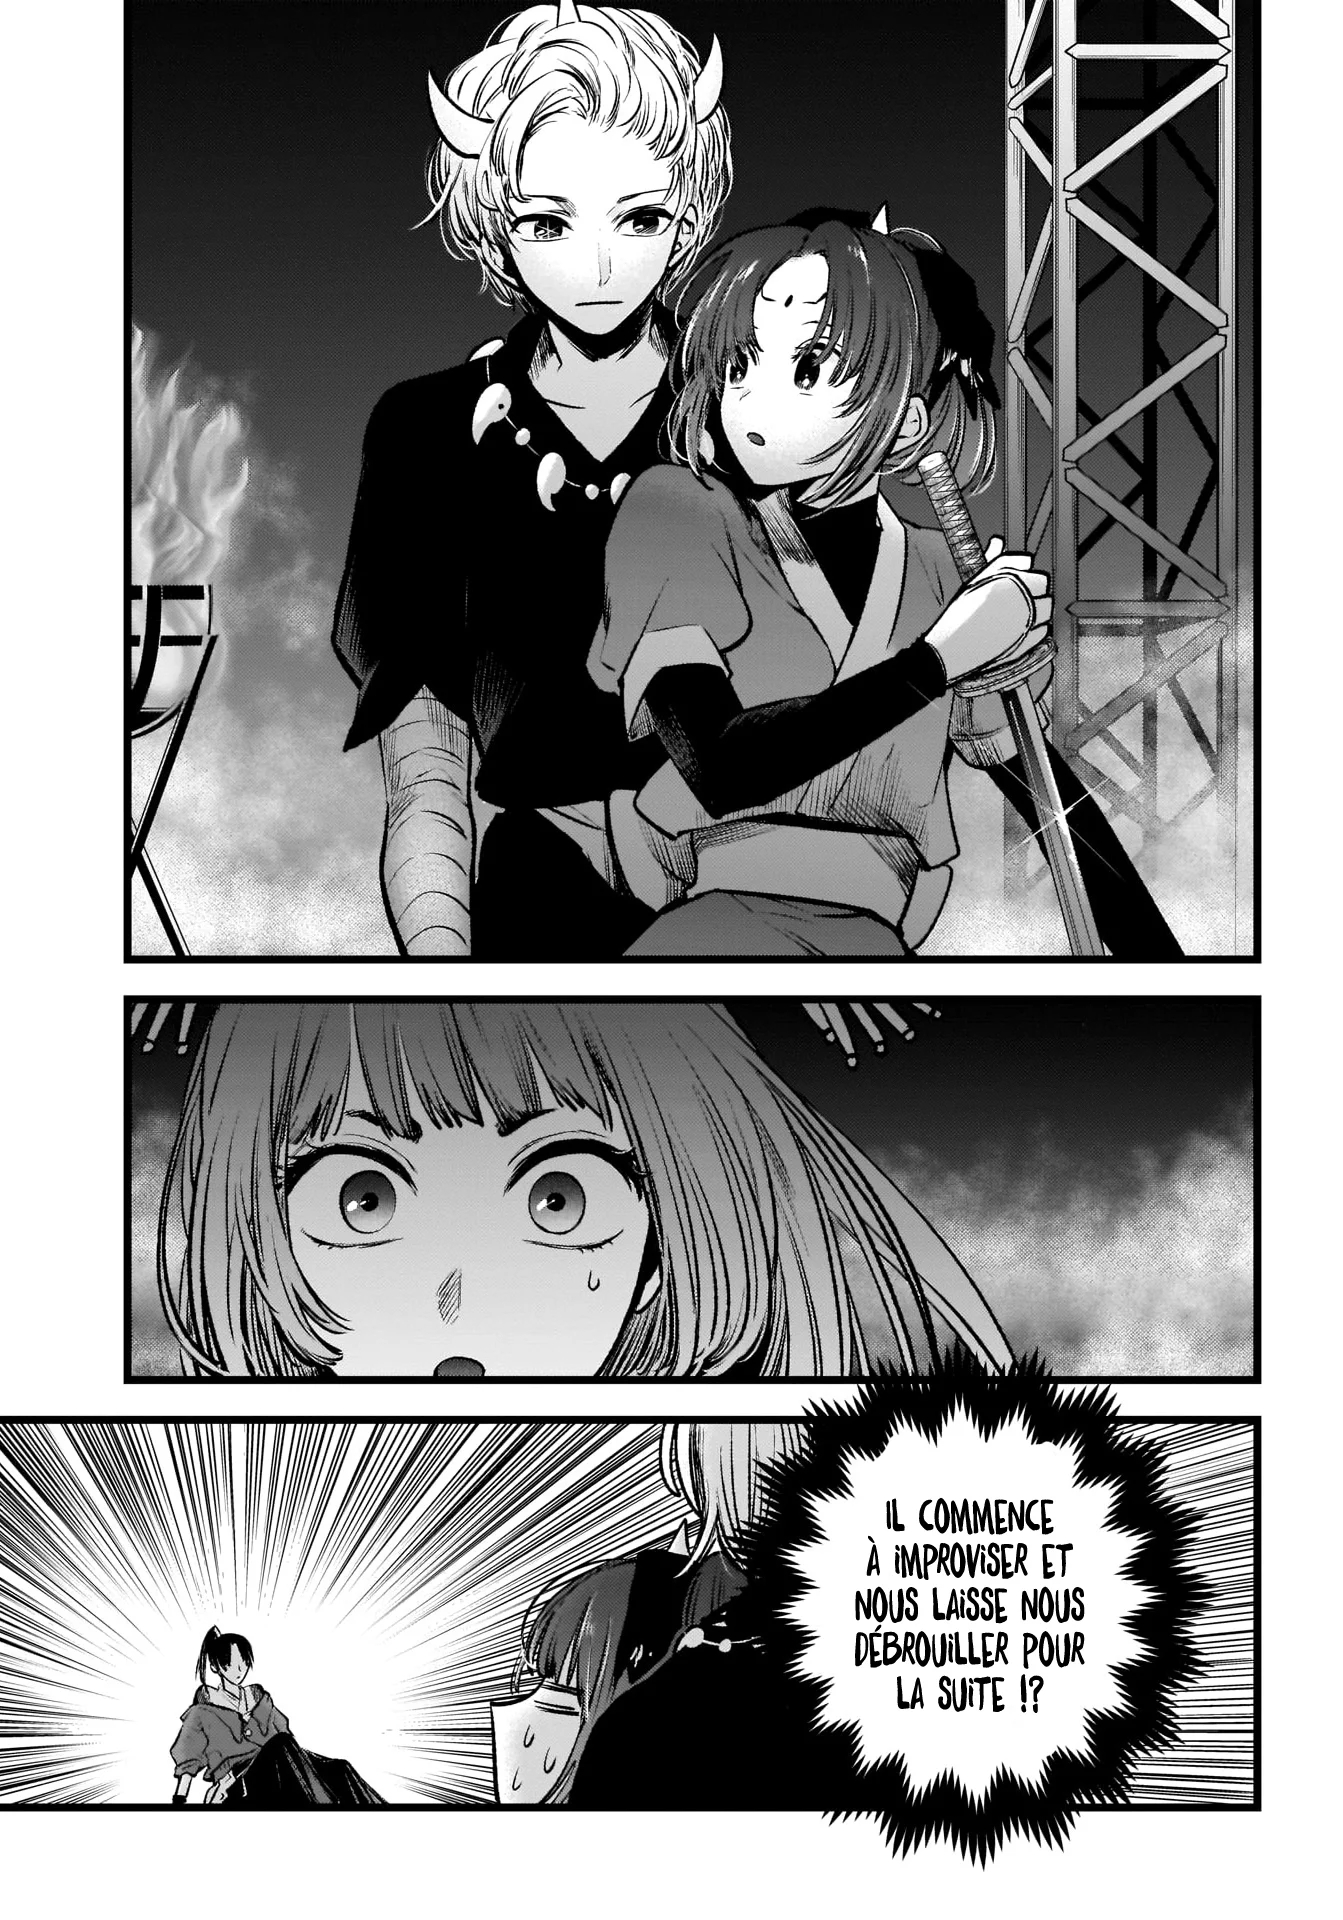 IL COMMENCE
À IMPROVISER ET
NOUS LAISSE NOUS
DÉBROUILLER POUR
LA SUITE !?